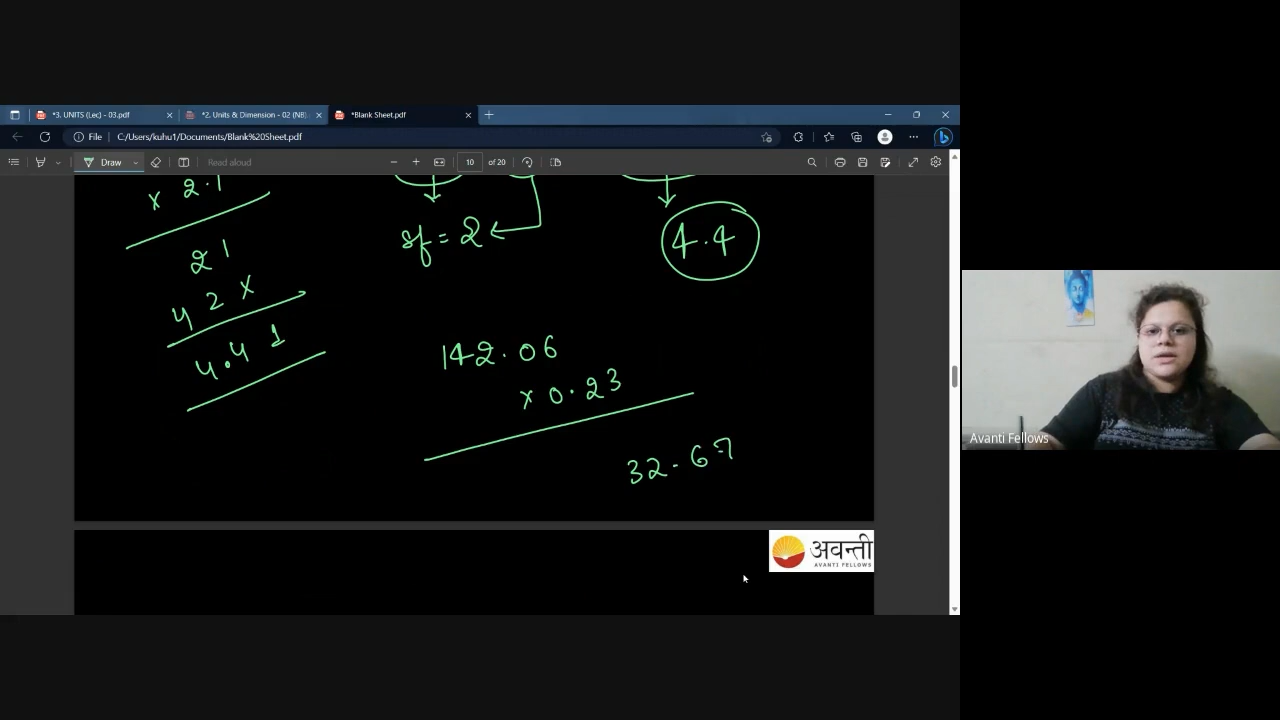 *3. UNITS (Lec) - 03.pdf
*2. Units & Dimension - 02 (NB).
*Blank Sheet.pdf
File
C:/Users/kuhu1/Documents/Blank%20Sheet.pdf
Draw
Read aloud
10 of 20
x 2.1
21
42x
4.41
sf = 2
4.4
142.06
x 0.23
32.67
Avanti Fellows
अवन्ती
AVANTI FELLOWS